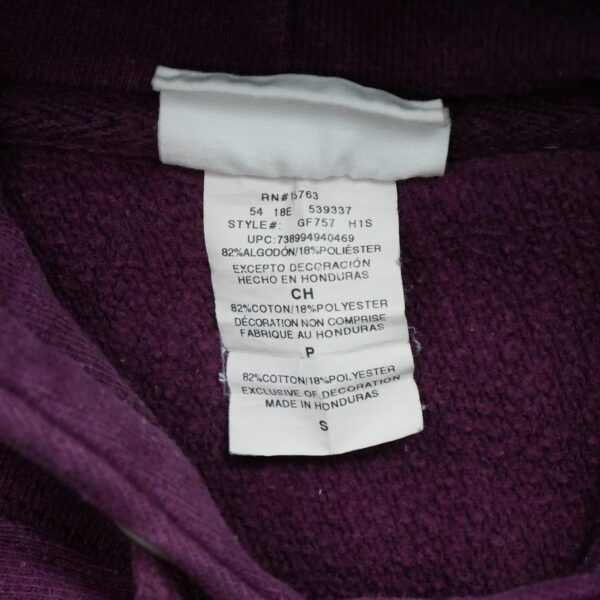 RN#15763
54 18E 539337
STYLE#: GF757 H1S
UPC:738994940469
82%ALGODÓN/18%POLIÉSTER
EXCEPTO DECORACIÓN
HECHO EN HONDURAS
CH
82%COTON/18%POLYESTER
DÉCORATION NON COMPRISE
FABRIQUÉ AU HONDURAS
P
82%COTTON/18%POLYESTER
EXCLUSIVE OF DECORATION
MADE IN HONDURAS
S